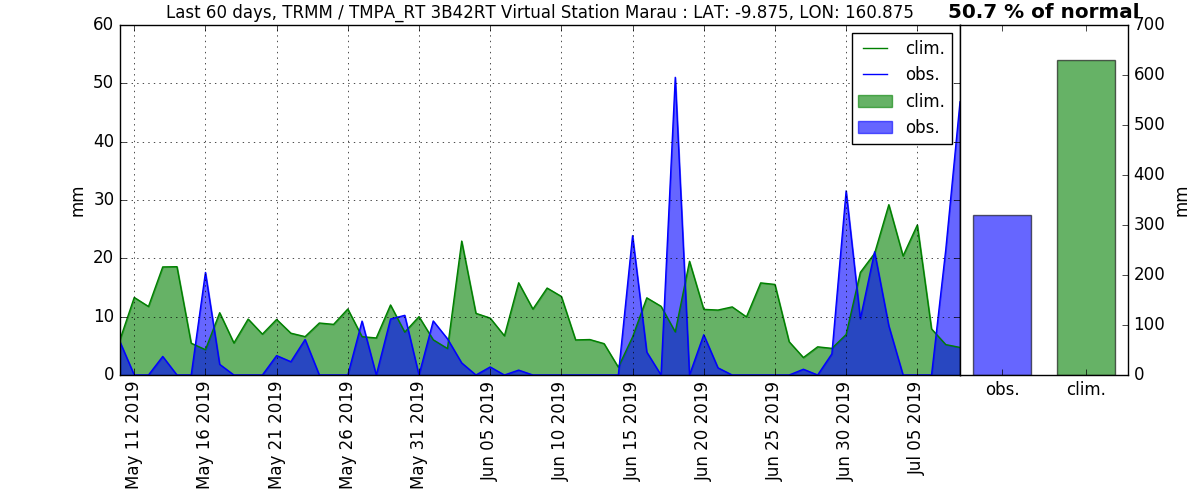 Last 60 days, TRMM / TMPA_RT 3B42RT Virtual Station Marau : LAT: -9.875, LON: 160.875
50.7 % of normal
60
50
40
30
20
10
0
mm
clim.
obs.
clim.
obs.
700
600
500
400
300
200
100
0
mm
obs.
clim.
May 11 2019
May 16 2019
May 21 2019
May 26 2019
May 31 2019
Jun 05 2019
Jun 10 2019
Jun 15 2019
Jun 20 2019
Jun 25 2019
Jun 30 2019
Jul 05 2019